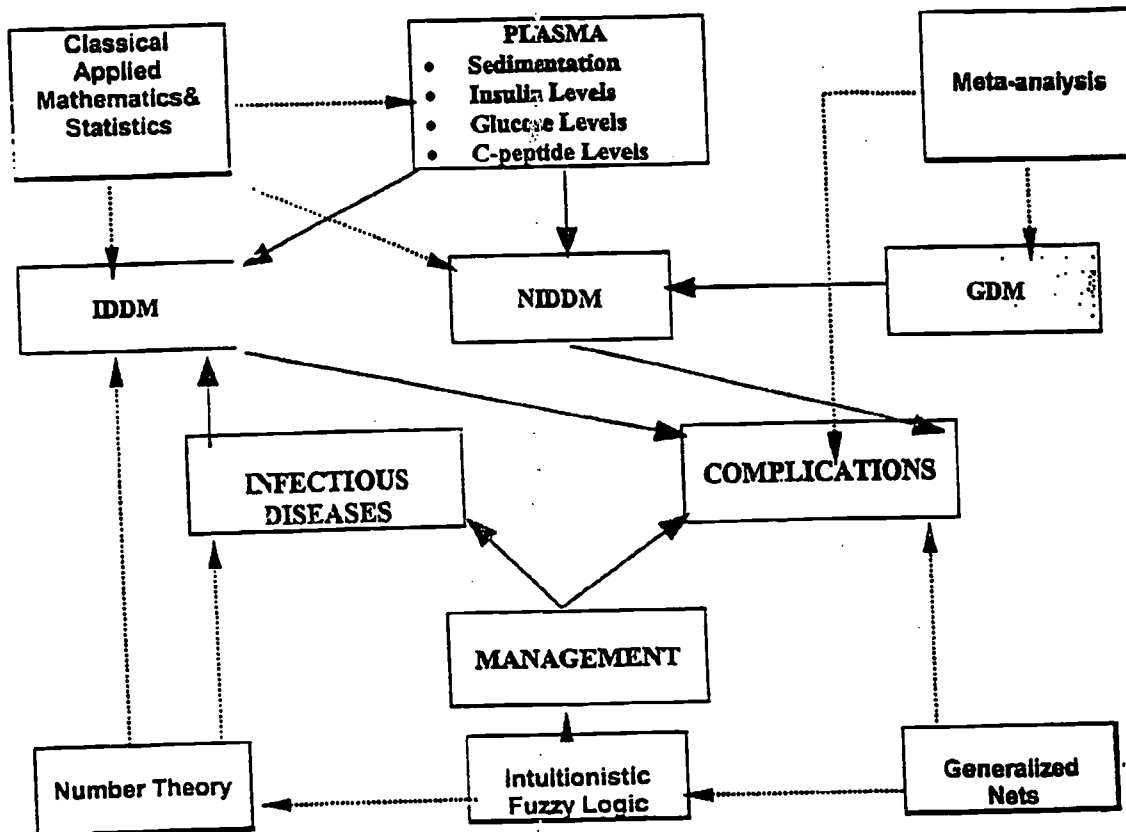 Classical
Applied
Mathematics&
Statistics
PLASMA
• Sedimentation
• Insulin Levels
• Glucose Levels
• C-peptide Levels
Meta-analysis
IDDM
NIDDM
GDM
INFECTIOUS
DISEASES
COMPLICATIONS
MANAGEMENT
Number Theory
Intuitionistic
Fuzzy Logic
Generalized
Nets